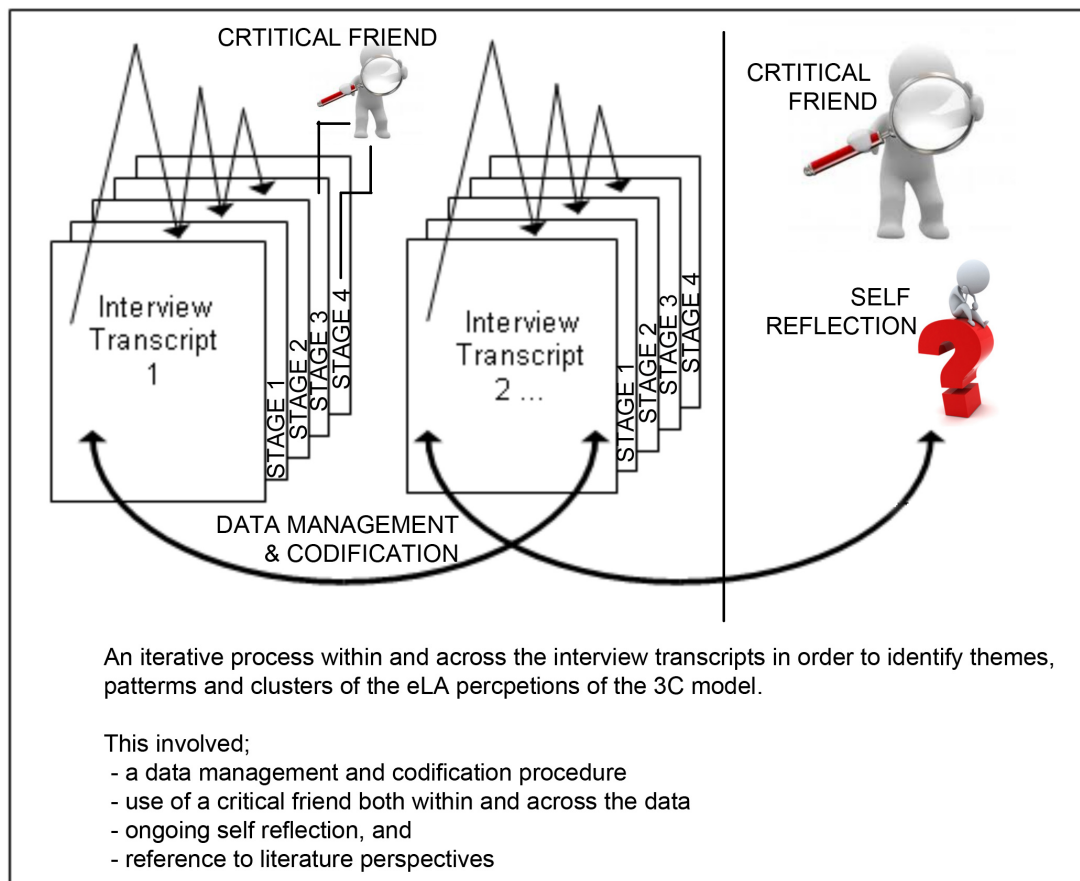 CRTITICAL FRIEND
Interview
Transcript
1
STAGE 1
STAGE 2
STAGE 3
STAGE 4
Interview
Transcript
2 ...
STAGE 1
STAGE 2
STAGE 3
STAGE 4
DATA MANAGEMENT
& CODIFICATION
CRTITICAL
FRIEND
SELF
REFLECTION
?
An iterative process within and across the interview transcripts in order to identify themes,
patterms and clusters of the eLA percpetions of the 3C model.
This involved;
- a data management and codification procedure
- use of a critical friend both within and across the data
- ongoing self reflection, and
- reference to literature perspectives